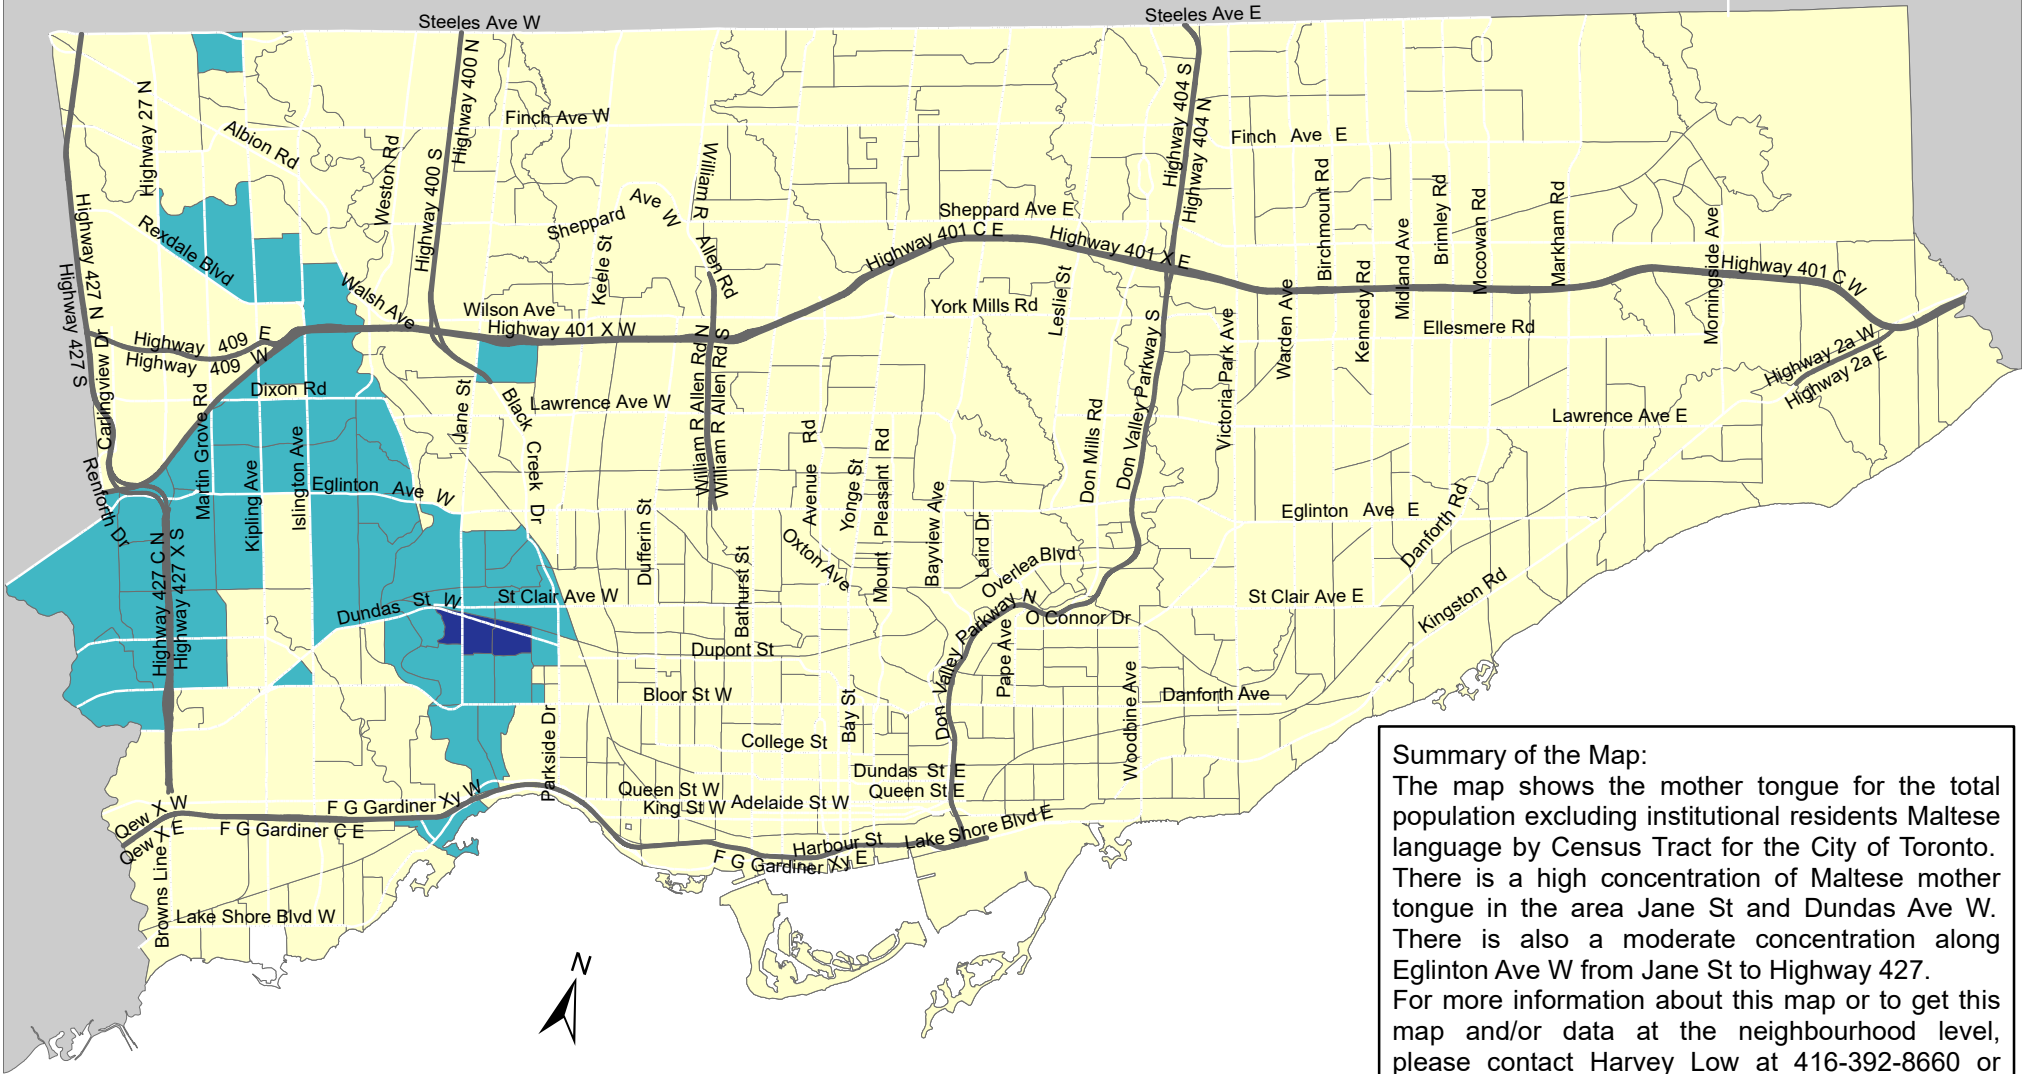 Steeles Ave W
Steeles Ave E
Highway 27 N
Albion Rd
Weston Rd
Highway 400 N
Highway 400 S
Finch Ave W
William R Allen Rd
Highway 404 S
Highway 404 N
Finch Ave E
Sheppard Ave W
Keele St
Sheppard Ave E
Highway 401 C E
Highway 401 X E
Leslie St
Birchmount Rd
Kennedy Rd
Midland Ave
Brimley Rd
Mccowan Rd
Markham Rd
Morningside Ave
Highway 401 C W
Highway 427 N
Highway 427 S
Rexdale Blvd
Walsh Ave
Wilson Ave
Highway 401 X W
York Mills Rd
Ellesmere Rd
Warden Ave
Victoria Park Ave
Highway 2a W
Highway 2a E
Carlingview Dr
Highway 409 E
Highway 409 W
Dixon Rd
Martin Grove Rd
Kipling Ave
Islington Ave
Jane St
Black Creek Dr
Lawrence Ave W
William R Allen Rd N
William R Allen Rd S
Avenue Rd
Yonge St
Mount Pleasant Rd
Bayview Ave
Laird Dr
Don Mills Rd
Don Valley Parkway S
Lawrence Ave E
Renforth Dr
Eglinton Ave W
Dufferin St
Bathurst St
Oxton Ave
Overlea Blvd
Eglinton Ave E
Danforth Rd
Kingston Rd
Highway 427 C N
Highway 427 X S
Dundas St W
St Clair Ave W
Don Valley Parkway N
O Connor Dr
St Clair Ave E
Dupont St
Pape Ave
Woodbine Ave
Bloor St W
Danforth Ave
Bay St
Parkside Dr
College St
Dundas St E
Queen St E
Queen St W
King St W
Adelaide St W
Qew X W
Qew X E
F G Gardiner Xy W
F G Gardiner C E
Harbour St
Lake Shore Blvd E
F G Gardiner Xy E
Browns Line
Lake Shore Blvd W
N
Summary of the Map:
The map shows the mother tongue for the total
population excluding institutional residents Maltese
language by Census Tract for the City of Toronto.
There is a high concentration of Maltese mother
tongue in the area Jane St and Dundas Ave W.
There is also a moderate concentration along
Eglinton Ave W from Jane St to Highway 427.
For more information about this map or to get this
map and/or data at the neighbourhood level,
please contact Harvey Low at 416-392-8660 or